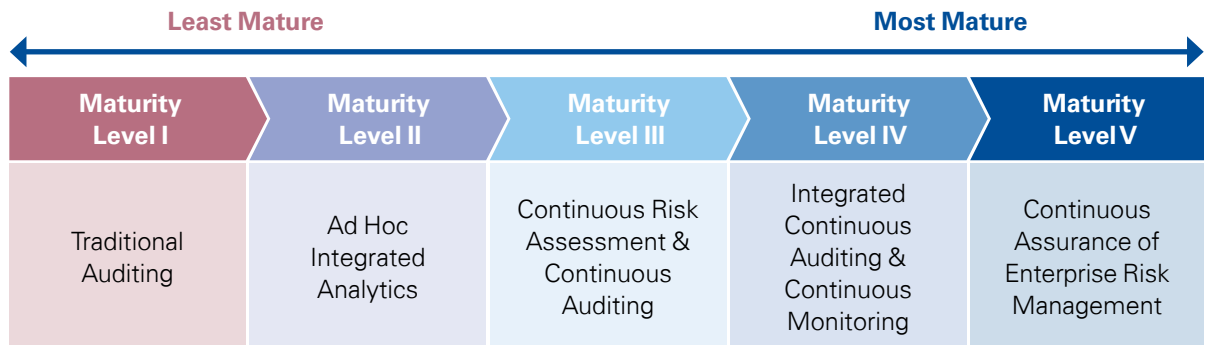 Least Mature
Most Mature
Maturity
Level I
Maturity
Level II
Maturity
Level III
Maturity
Level IV
Maturity
Level V
Traditional
Auditing
Ad Hoc
Integrated
Analytics
Continuous Risk
Assessment &
Continuous
Auditing
Integrated
Continuous
Auditing &
Continuous
Monitoring
Continuous
Assurance of
Enterprise Risk
Management